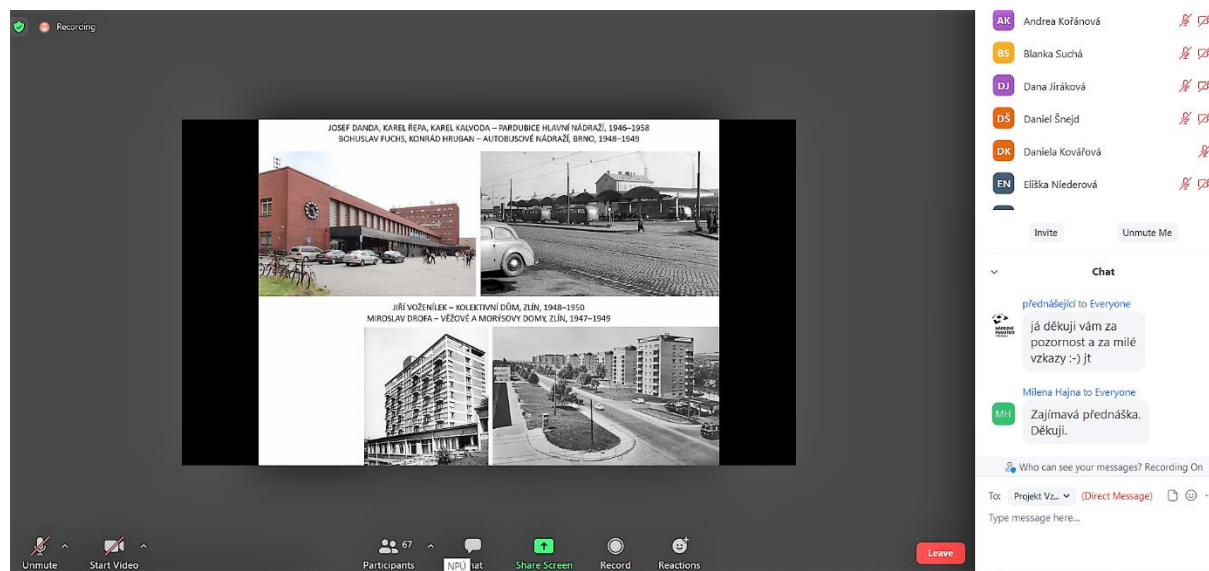 Recording
JOSEF DANDA, KAREL ŘEPA, KAREL KALVODA – PARDUBICE HLAVNÍ NÁDRAŽÍ, 1946–1958
BOHUSLAV FUCHS, KONRÁD HRUBAN – AUTOBUSOVÉ NÁDRAŽÍ, BRNO, 1948–1949
JIŘÍ VOŽENÍLEK – KOLEKTIVNÍ DŮM, ZLÍN, 1948–1950
MIROSLAV DROFA – VĚŽOVÉ A MORÝSOVY DOMY, ZLÍN, 1947–1949
Unmute
Start Video
67
Participants
NPÚ
hat
Share Screen
Record
Reactions
Leave
AK Andrea Kořánová
BS Blanka Suchá
DJ Dana Jiráková
DŠ Daniel Šnejd
DK Daniela Kovářová
EN Eliška Niederová
Invite
Unmute Me
Chat
přednášející to Everyone
já děkuji vám za
pozornost a za milé
vzkazy :-) jt
Milena Hajna to Everyone
MH
Zajímavá přednáška.
Děkuji.
Who can see your messages? Recording On
To: Projekt Vz... (Direct Message)
Type message here...